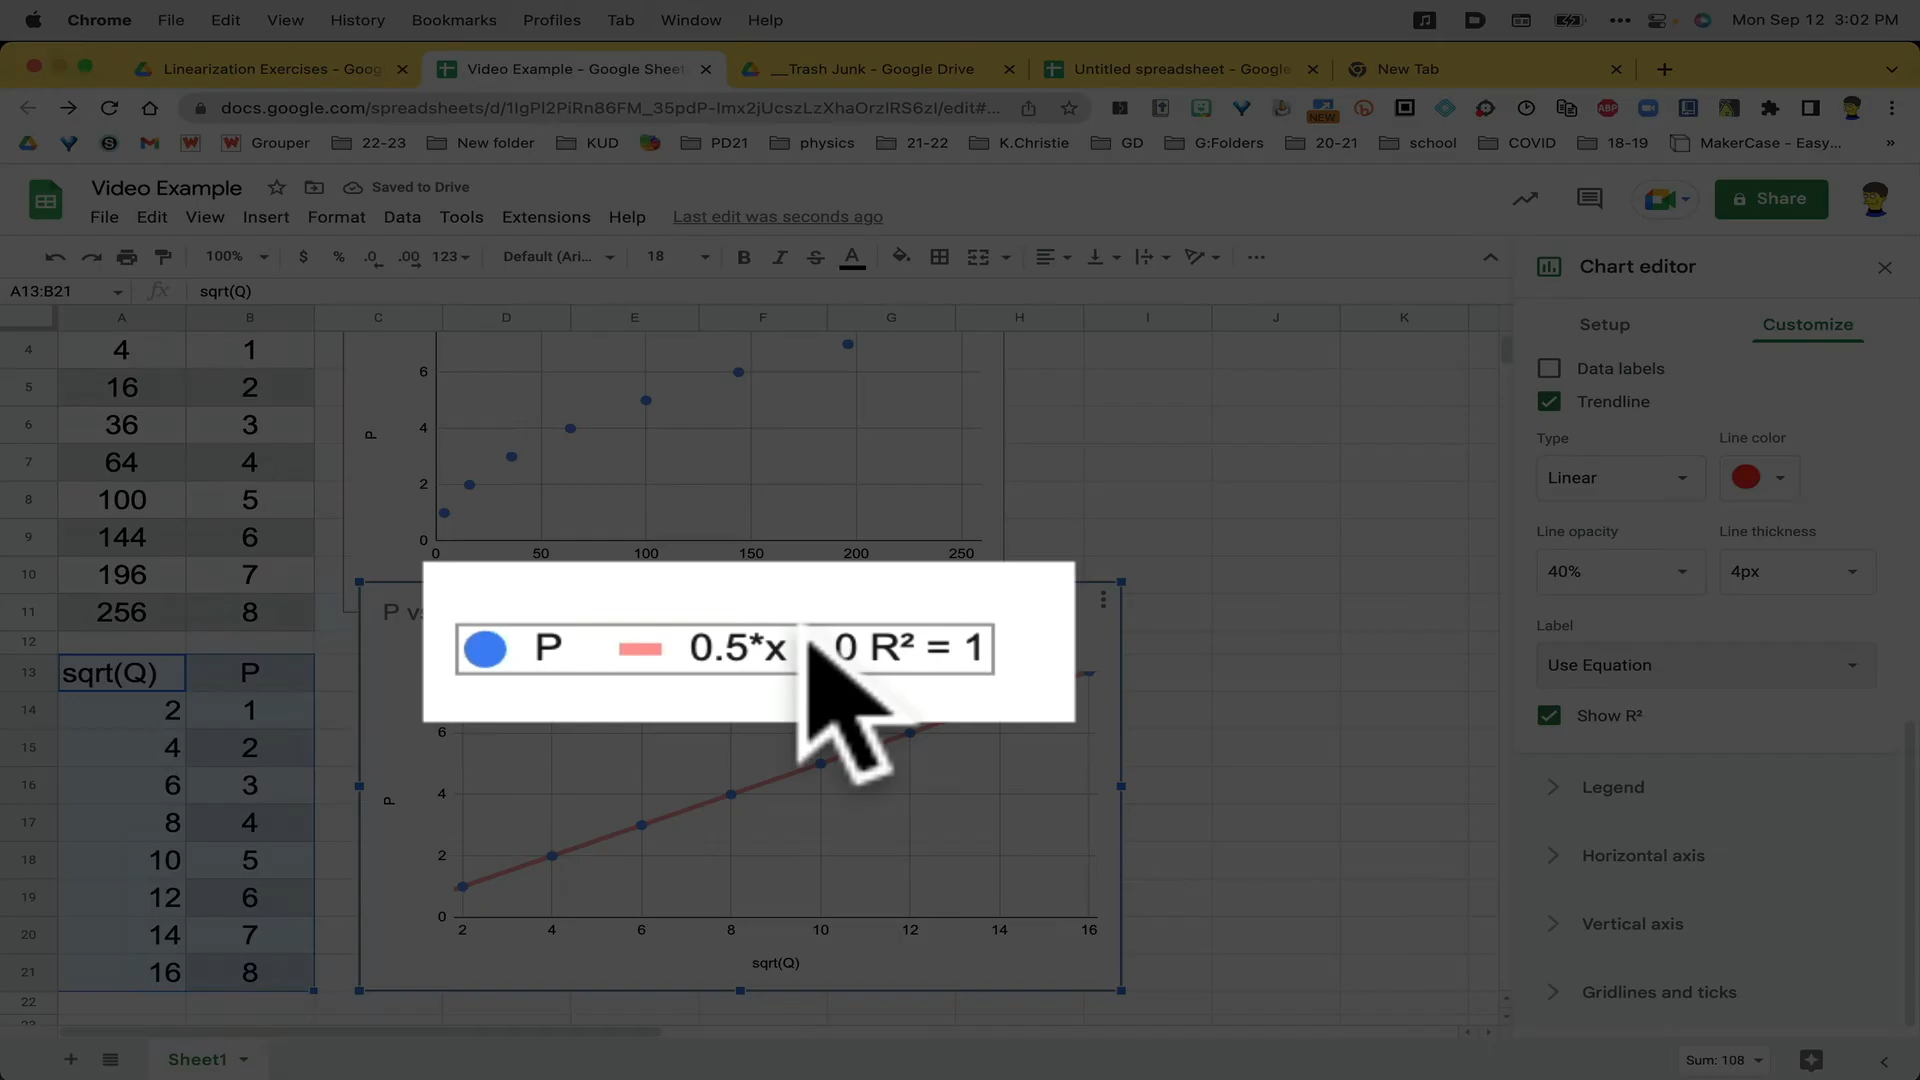 Chrome File Edit View History Bookmarks Profiles Tab Window Help Mon Sep 12 3:02 PM
Linearization Exercises - Goog Video Example - Google Sheet __Trash Junk - Google Drive Untitled spreadsheet - Google New Tab
docs.google.com/spreadsheets/d/1IgPl2PiRn86FM_35pdP-lmx2jUcszLzXhaOrzlRS6zI/edit#... NEW ABP
Grouper 22-23 New folder KUD PD21 physics 21-22 K.Christie GD G:Folders 20-21 school COVID 18-19 MakerCase - Easy... »
Video Example Saved to Drive
File Edit View Insert Format Data Tools Extensions Help Last edit was seconds ago
Share
100% $ % .0 .00 123 Default (Ari... 18 B I S A
A13:B21 fx sqrt(Q)
A B C D E F G H I J K
4 4 1
5 16 2
6 36 3
7 64 4
8 100 5
9 144 6
10 196 7
11 256 8
12
13 sqrt(Q) P
14 2 1
15 4 2
16 6 3
17 8 4
18 10 5
19 12 6
20 14 7
21 16 8
22
6
4
2
0
P
0 50 100 150 200 250
P
P 0.5*x 0 R² = 1
6
4
2
0
P
2 4 6 8 10 12 14 16
sqrt(Q)
Chart editor
Setup Customize
Data labels
Trendline
Type Line color
Linear
Line opacity Line thickness
40% 4px
Label
Use Equation
Show R²
Legend
Horizontal axis
Vertical axis
Gridlines and ticks
Sheet1
Sum: 108